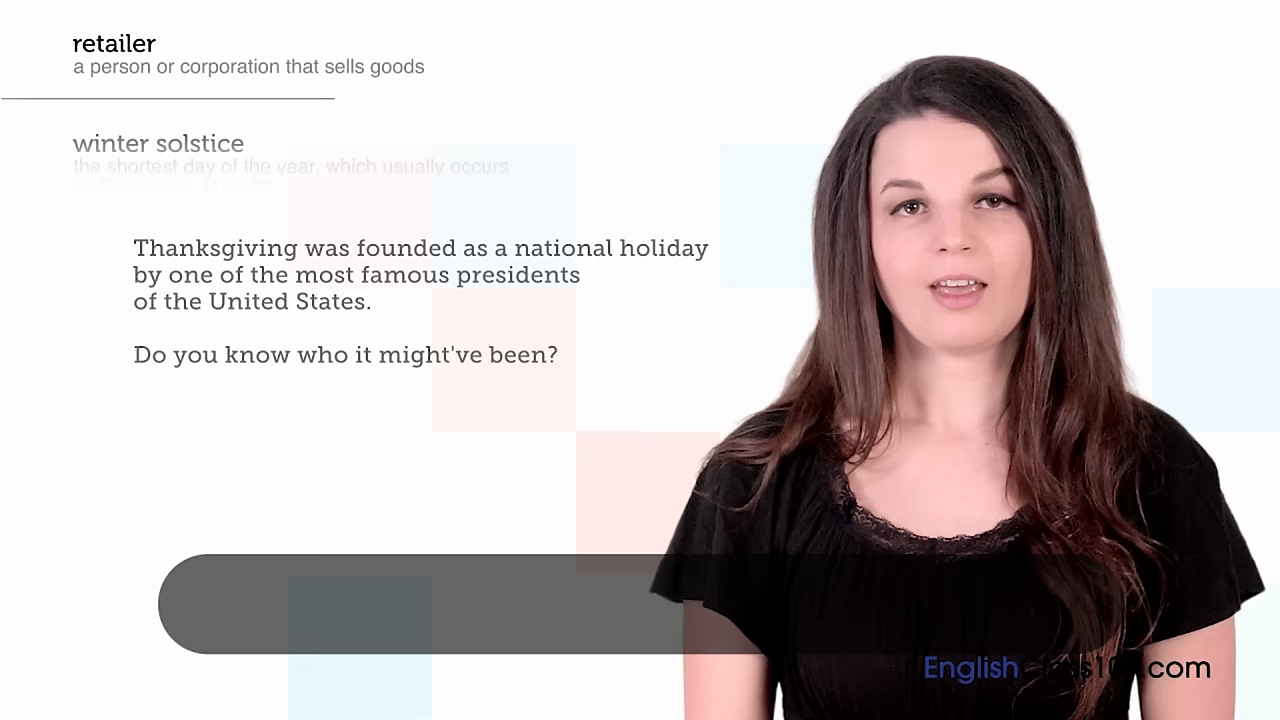 retailer
a person or corporation that sells goods
winter solstice
the shortest day of the year, which usually occurs
Thanksgiving was founded as a national holiday
by one of the most famous presidents
of the United States.
Do you know who it might've been?
EnglishClass101.com